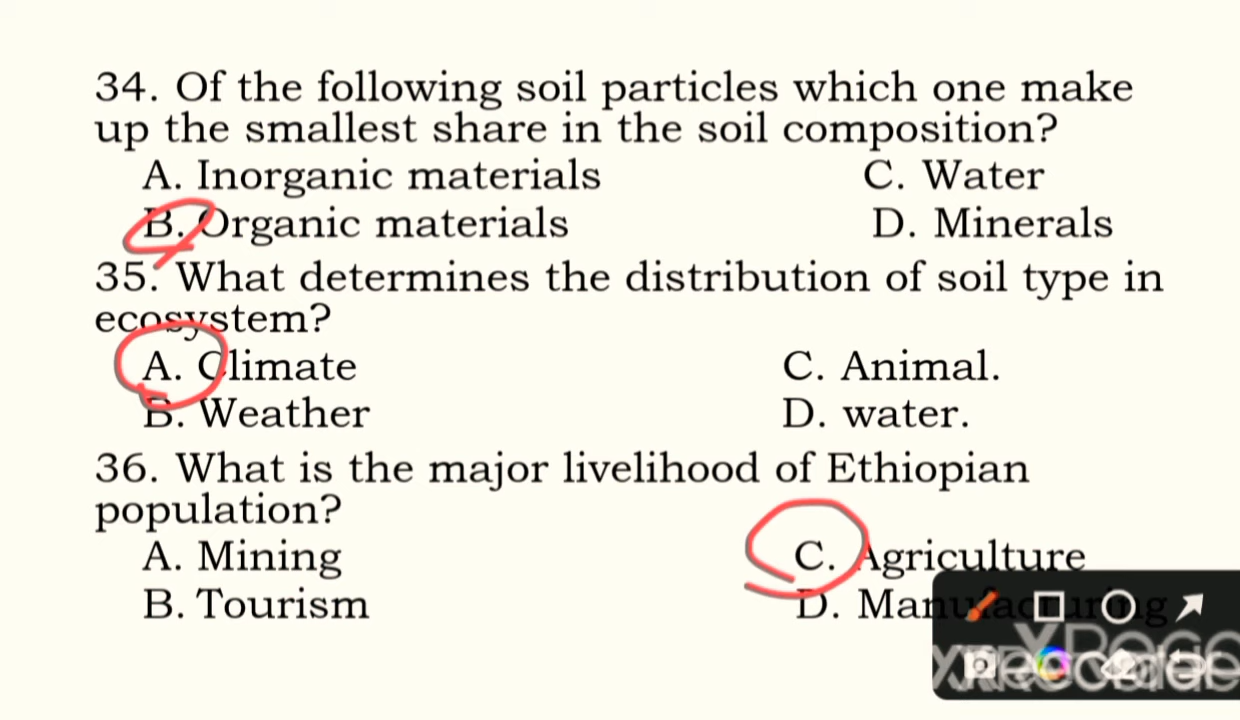 34. Of the following soil particles which one make
up the smallest share in the soil composition?
A. Inorganic materials C. Water
B. Organic materials D. Minerals
35. What determines the distribution of soil type in
ecosystem?
A. Climate C. Animal.
B. Weather D. water.
36. What is the major livelihood of Ethiopian
population?
A. Mining C. Agriculture
B. Tourism D. Manufacturing